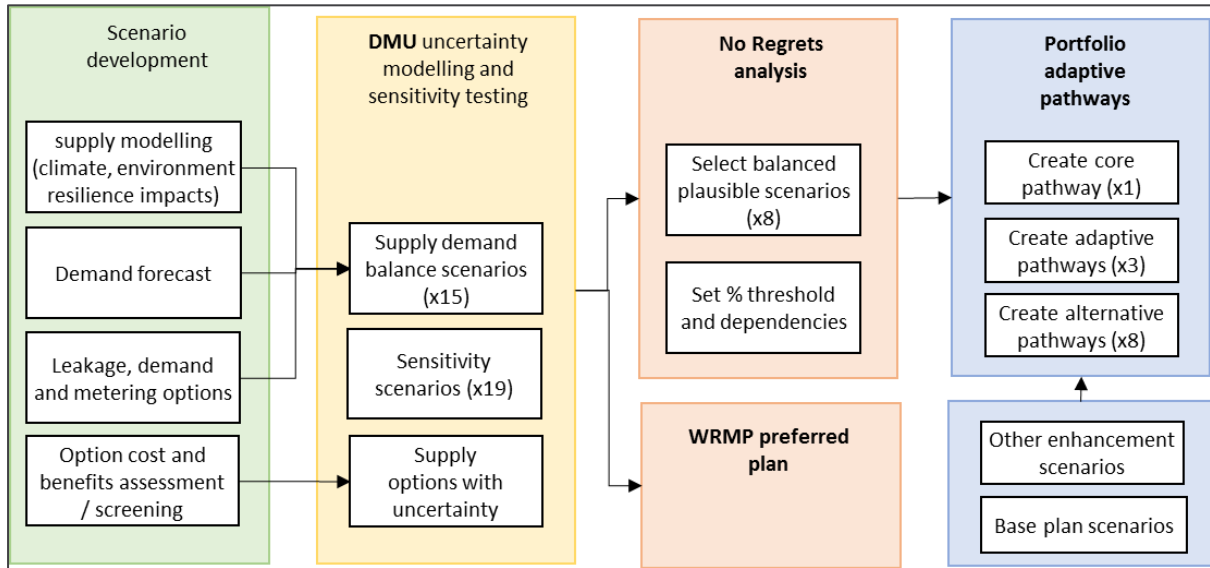 Scenario
development
supply modelling
(climate, environment
resilience impacts)
Demand forecast
Leakage, demand
and metering options
Option cost and
benefits assessment
/ screening
DMU uncertainty
modelling and
sensitivity testing
Supply demand
balance scenarios
(x15)
Sensitivity
scenarios (x19)
Supply
options with
uncertainty
No Regrets
analysis
Select balanced
plausible scenarios
(x8)
Set % threshold
and dependencies
WRMP preferred
plan
Portfolio
adaptive
pathways
Create core
pathway (x1)
Create adaptive
pathways (x3)
Create alternative
pathways (x8)
Other enhancement
scenarios
Base plan scenarios